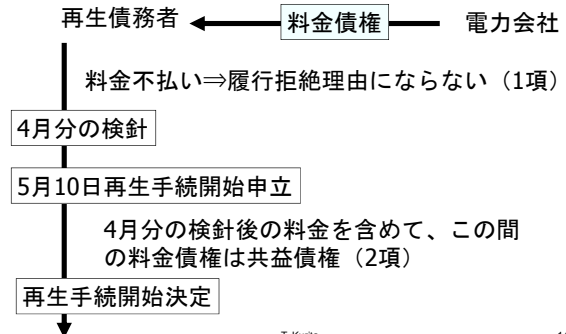 再生債務者 料金債権 電力会社
料金不払い⇒履行拒絶理由にならない（1項）
4月分の検針
5月10日再生手続開始申立
4月分の検針後の料金を含めて、この間
の料金債権は共益債権（2項）
再生手続開始決定